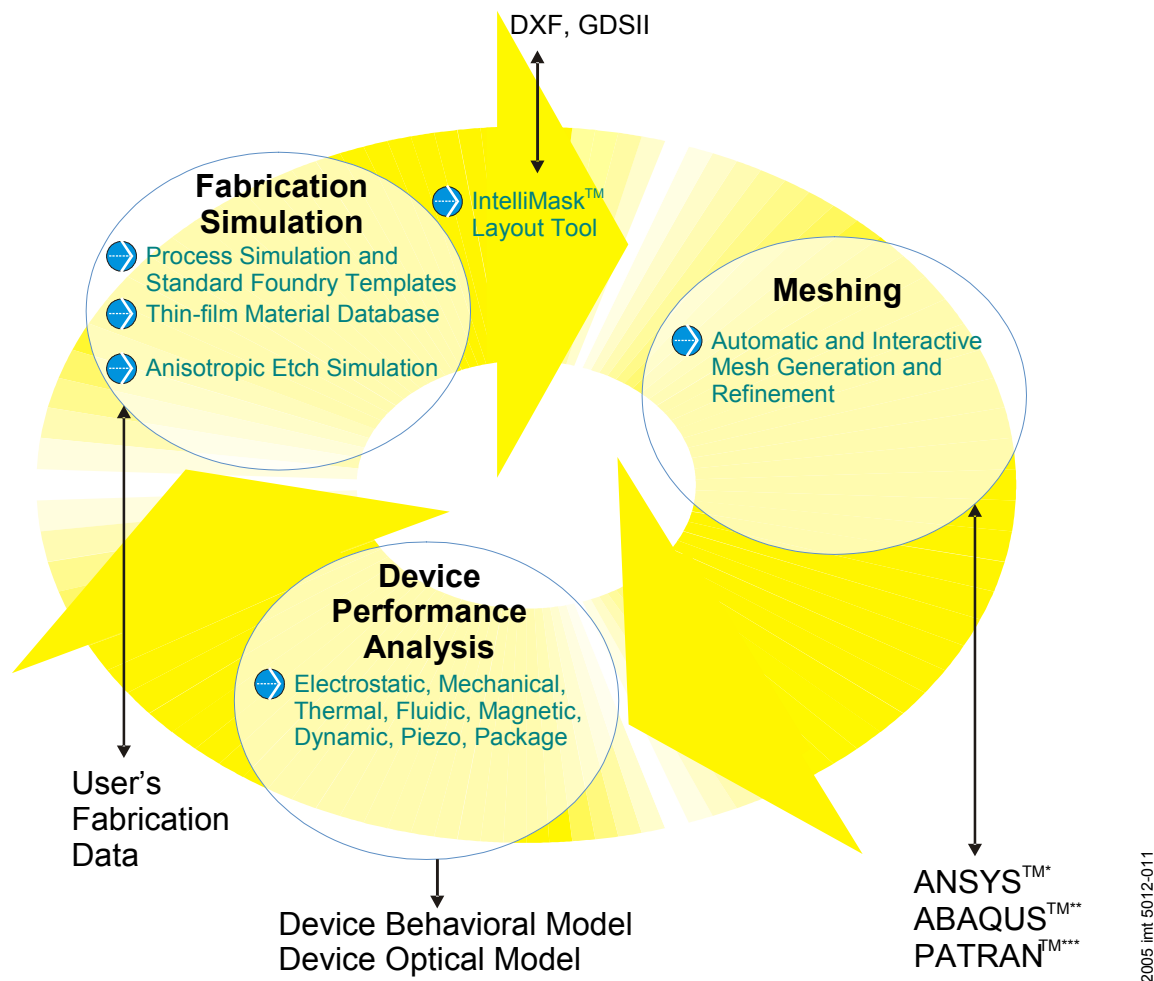 DXF, GDSII
Fabrication
Simulation
Process Simulation and
Standard Foundry Templates
Thin-film Material Database
Anisotropic Etch Simulation
IntelliMask™
Layout Tool
Meshing
Automatic and Interactive
Mesh Generation and
Refinement
Device
Performance
Analysis
Electrostatic, Mechanical,
Thermal, Fluidic, Magnetic,
Dynamic, Piezo, Package
User's
Fabrication
Data
Device Behavioral Model
Device Optical Model
ANSYS™*
ABAQUS™**
PATRAN™***
2005 imt 5012-011